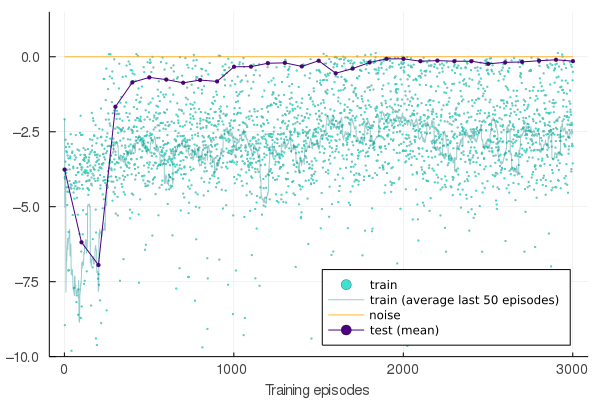 0.0
−2.5
−5.0
−7.5
−10.0
0
1000
2000
3000
Training episodes
train
train (average last 50 episodes)
noise
test (mean)